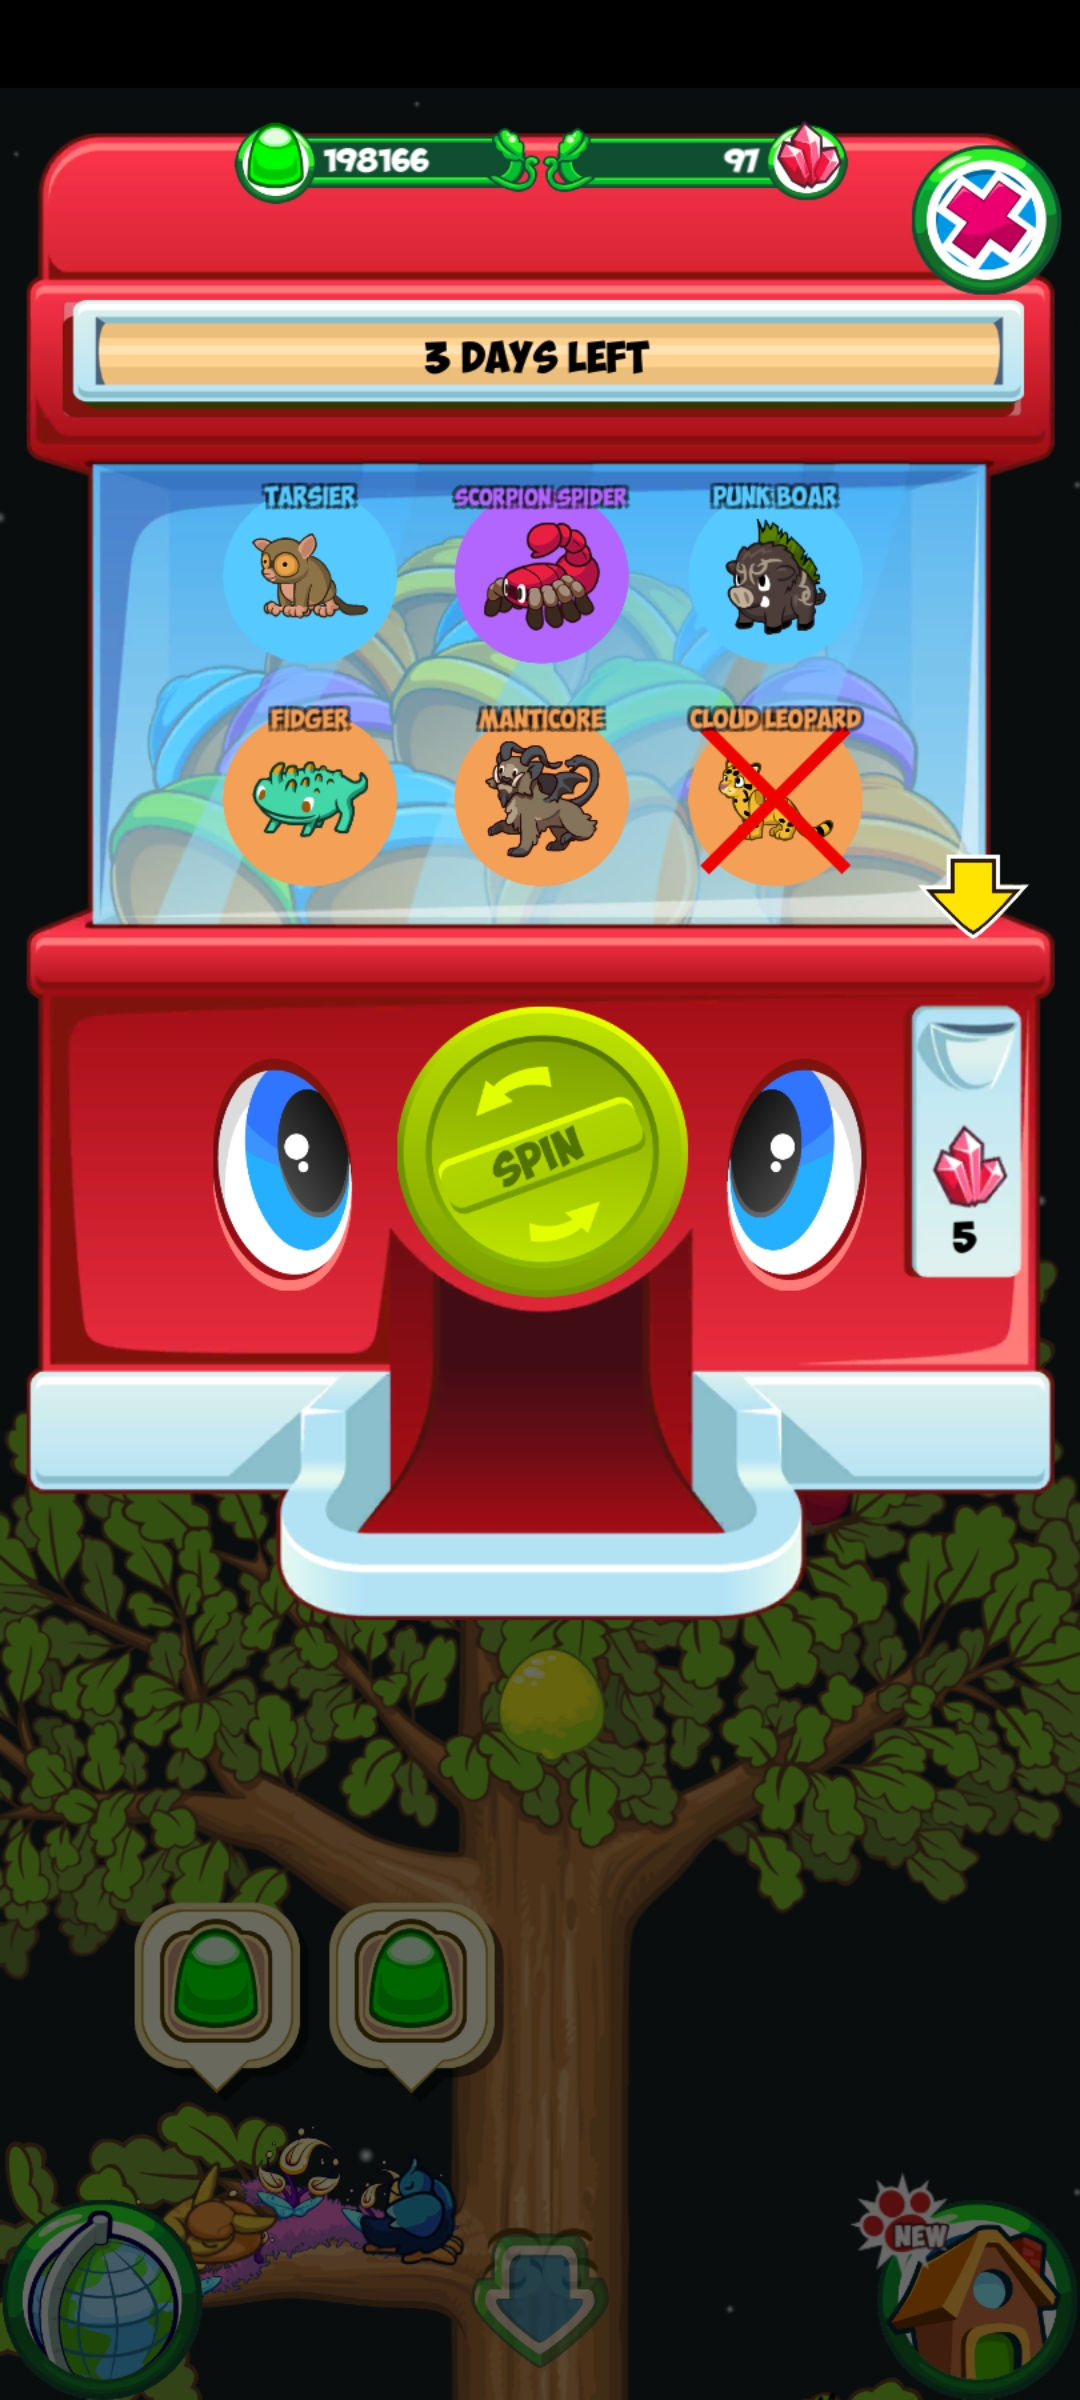 198166
97
3 DAYS LEFT
TARSIER
SCORPION SPIDER
PUNK BOAR
FIDGER
MANTICORE
CLOUD LEOPARD
SPIN
5
NEW